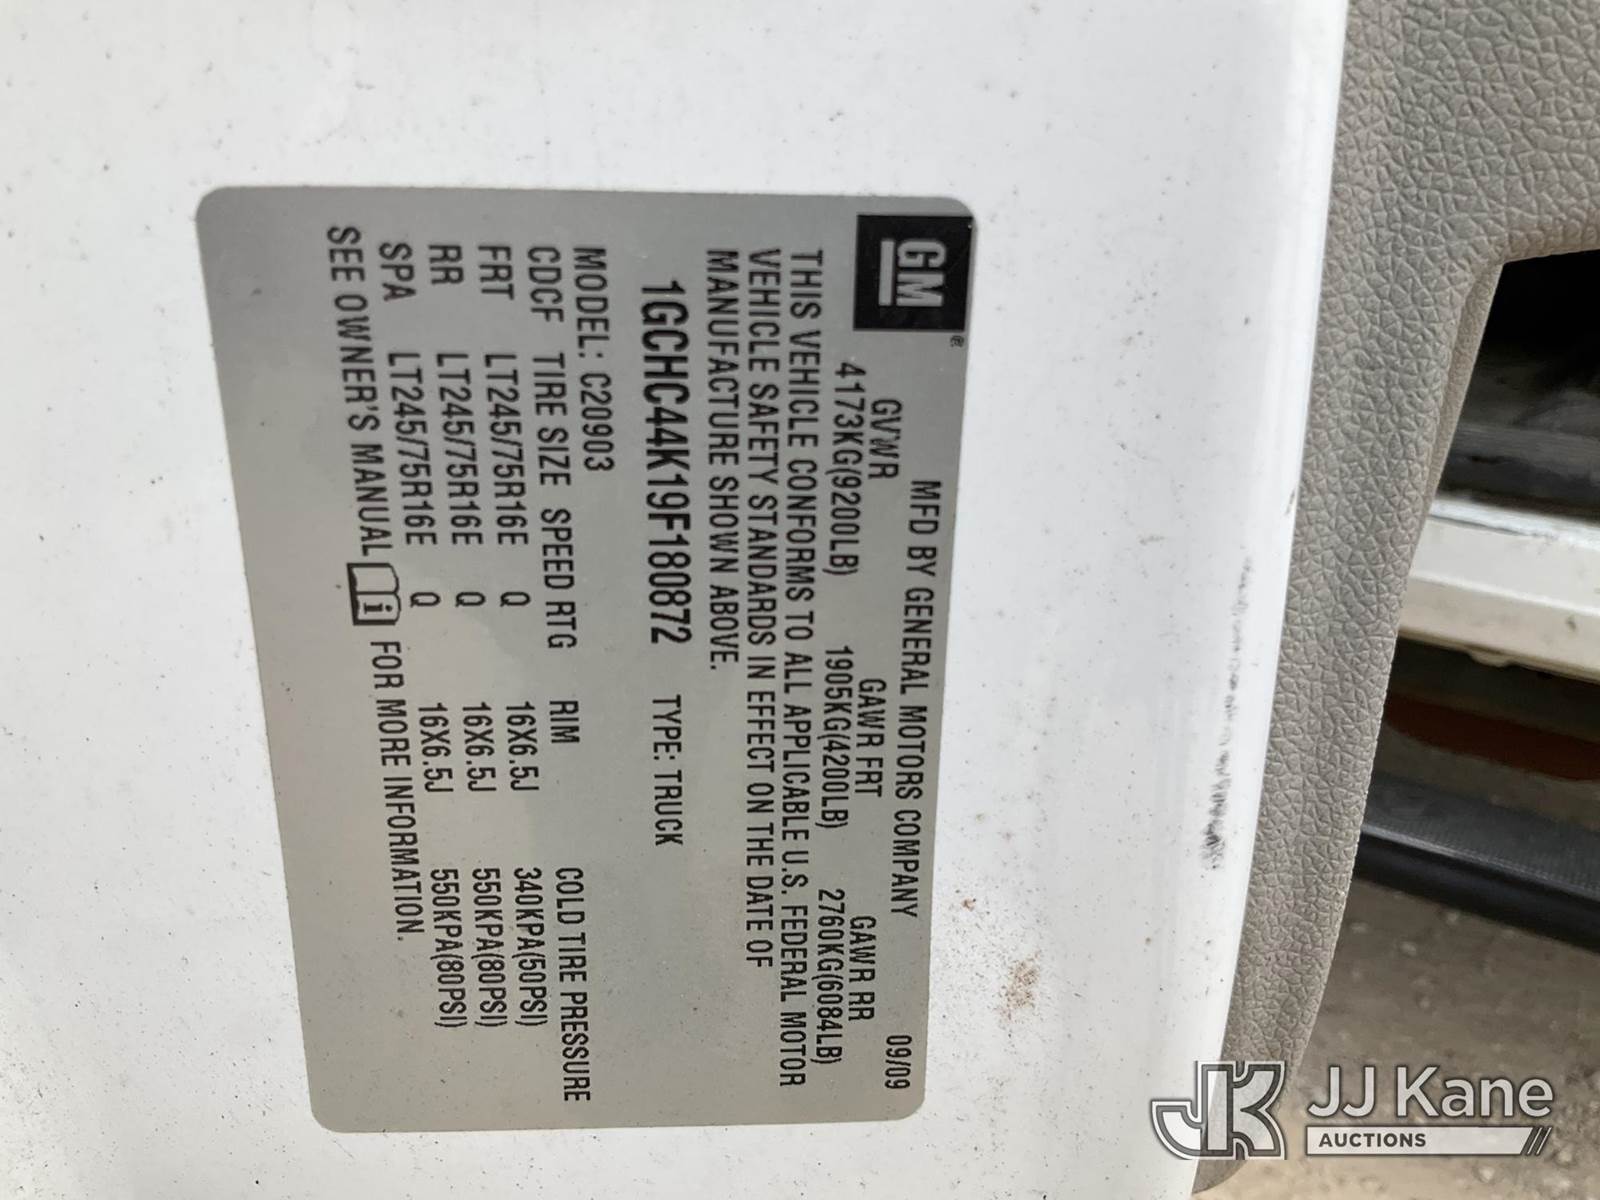 GM
MFD BY GENERAL MOTORS COMPANY 09/09
GVWR GAWR FRT GAWR RR
4173KG(9200LB) 1905KG(4200LB) 2760KG(6084LB)
THIS VEHICLE CONFORMS TO ALL APPLICABLE U.S. FEDERAL MOTOR
VEHICLE SAFETY STANDARDS IN EFFECT ON THE DATE OF
MANUFACTURE SHOWN ABOVE.
1GCHC44K19F180872 TYPE: TRUCK
MODEL: C20903
CDCF TIRE SIZE SPEED RTG RIM COLD TIRE PRESSURE
FRT LT245/75R16E Q 16X6.5J 340KPA(50PSI)
RR LT245/75R16E Q 16X6.5J 550KPA(80PSI)
SPA LT245/75R16E Q 16X6.5J 550KPA(80PSI)
SEE OWNER'S MANUAL i FOR MORE INFORMATION.
JK JJ Kane
AUCTIONS